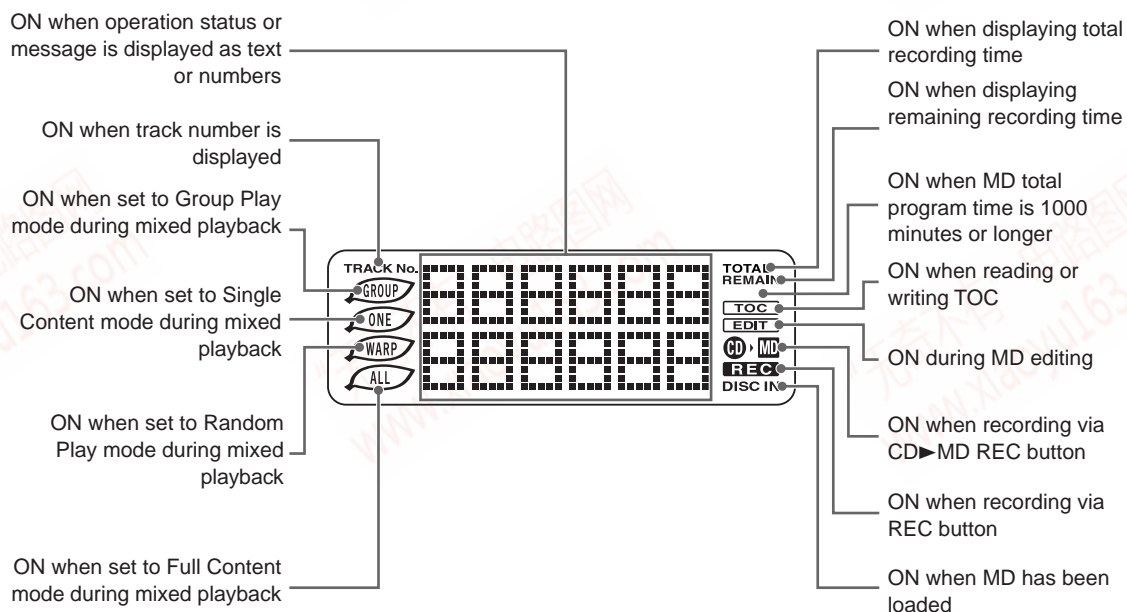 ON when operation status or
message is displayed as text
or numbers
ON when track number is
displayed
ON when set to Group Play
mode during mixed playback
ON when set to Single
Content mode during mixed
playback
ON when set to Random
Play mode during mixed
playback
ON when set to Full Content
mode during mixed playback
TRACK No.
GROUP
ONE
WARP
ALL
TOTAL
REMAIN
TOC
EDIT
CD MD
REC
DISC IN
ON when displaying total
recording time
ON when displaying
remaining recording time
ON when MD total
program time is 1000
minutes or longer
ON when reading or
writing TOC
ON during MD editing
ON when recording via
CD►MD REC button
ON when recording via
REC button
ON when MD has been
loaded